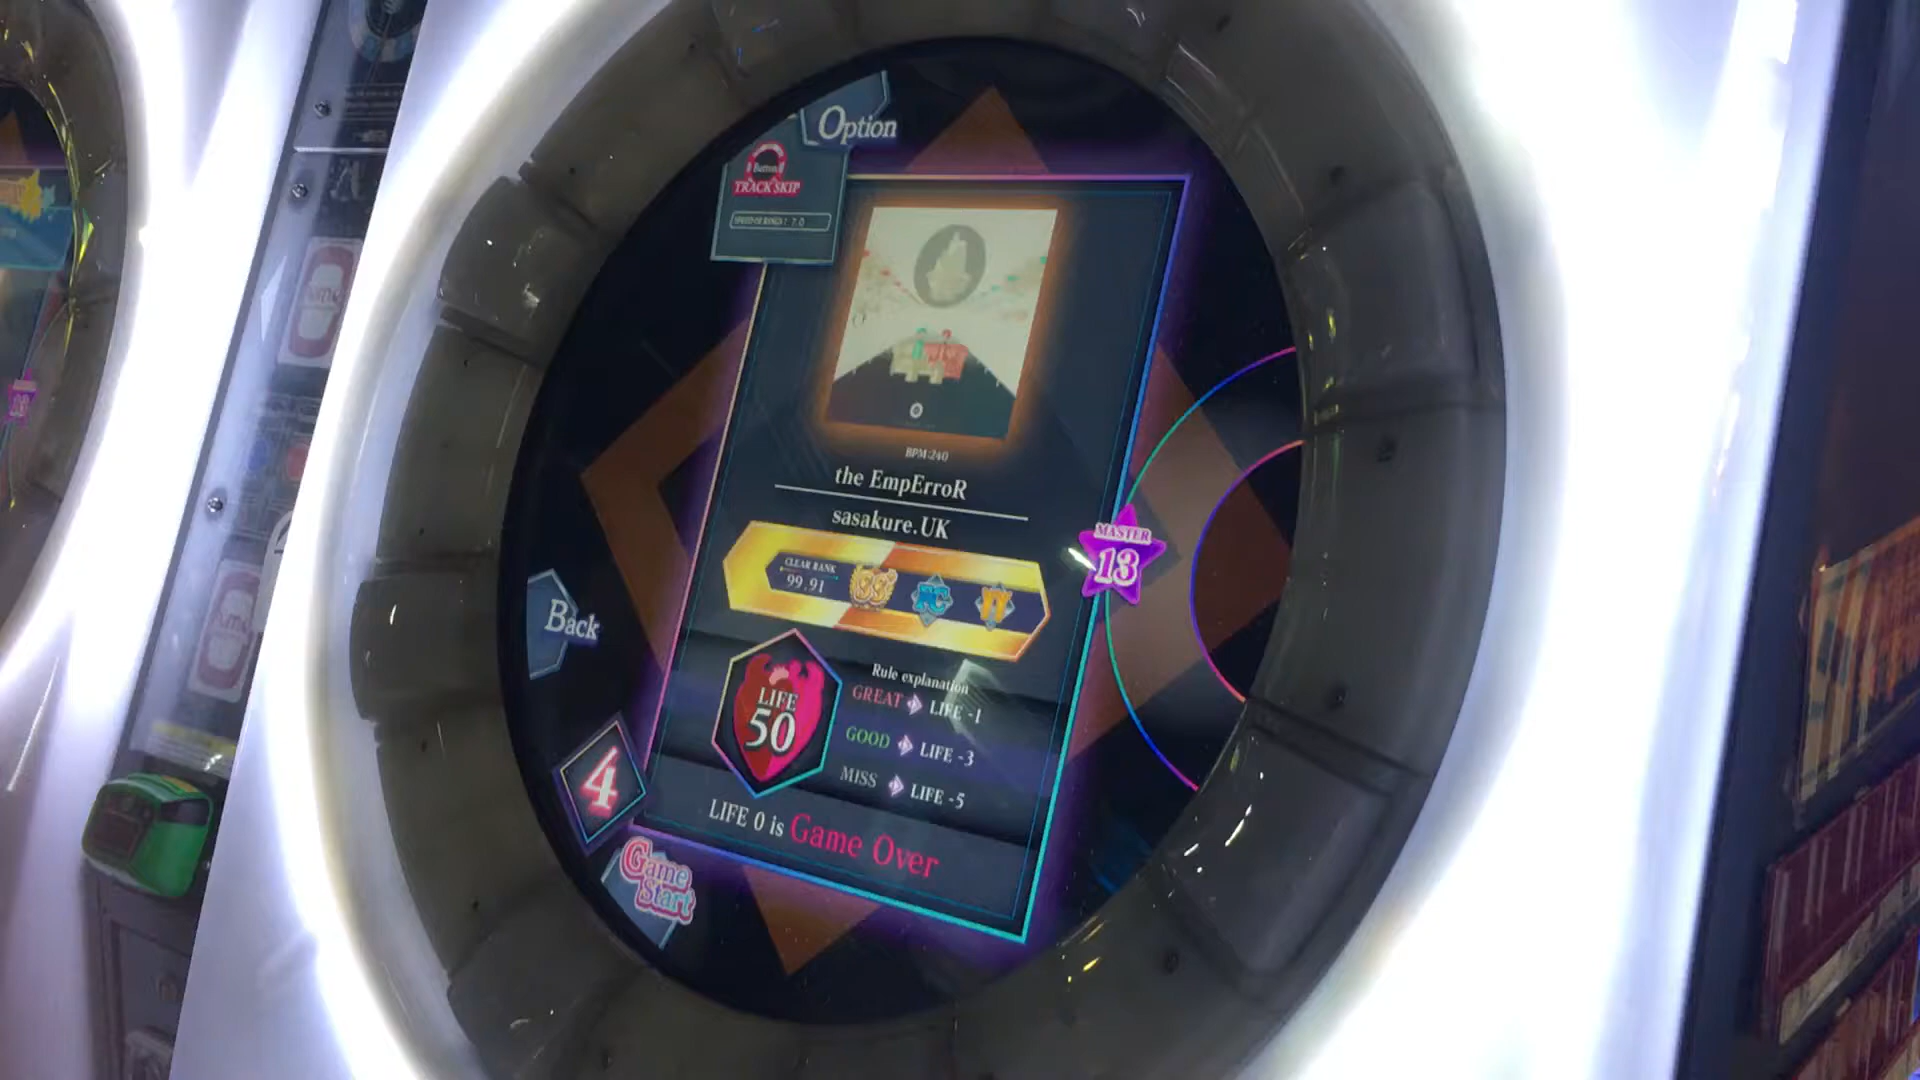 Option
Button
TRACK SKIP
BPM:240
the EmpErroR
sasakure.UK
MASTER
13
CLEAR RANK
99.91
Back
LIFE
50
Rule explanation
GREAT LIFE -1
GOOD LIFE -3
MISS LIFE -5
4
LIFE 0 is Game Over
Game
Start